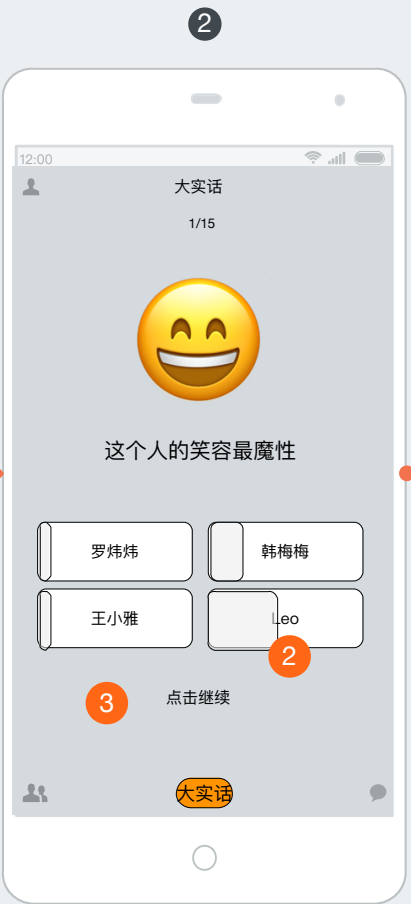 2
12:00
大实话
1/15
这个人的笑容最魔性
罗炜炜
韩梅梅
王小雅
Leo
2
3
点击继续
大实话